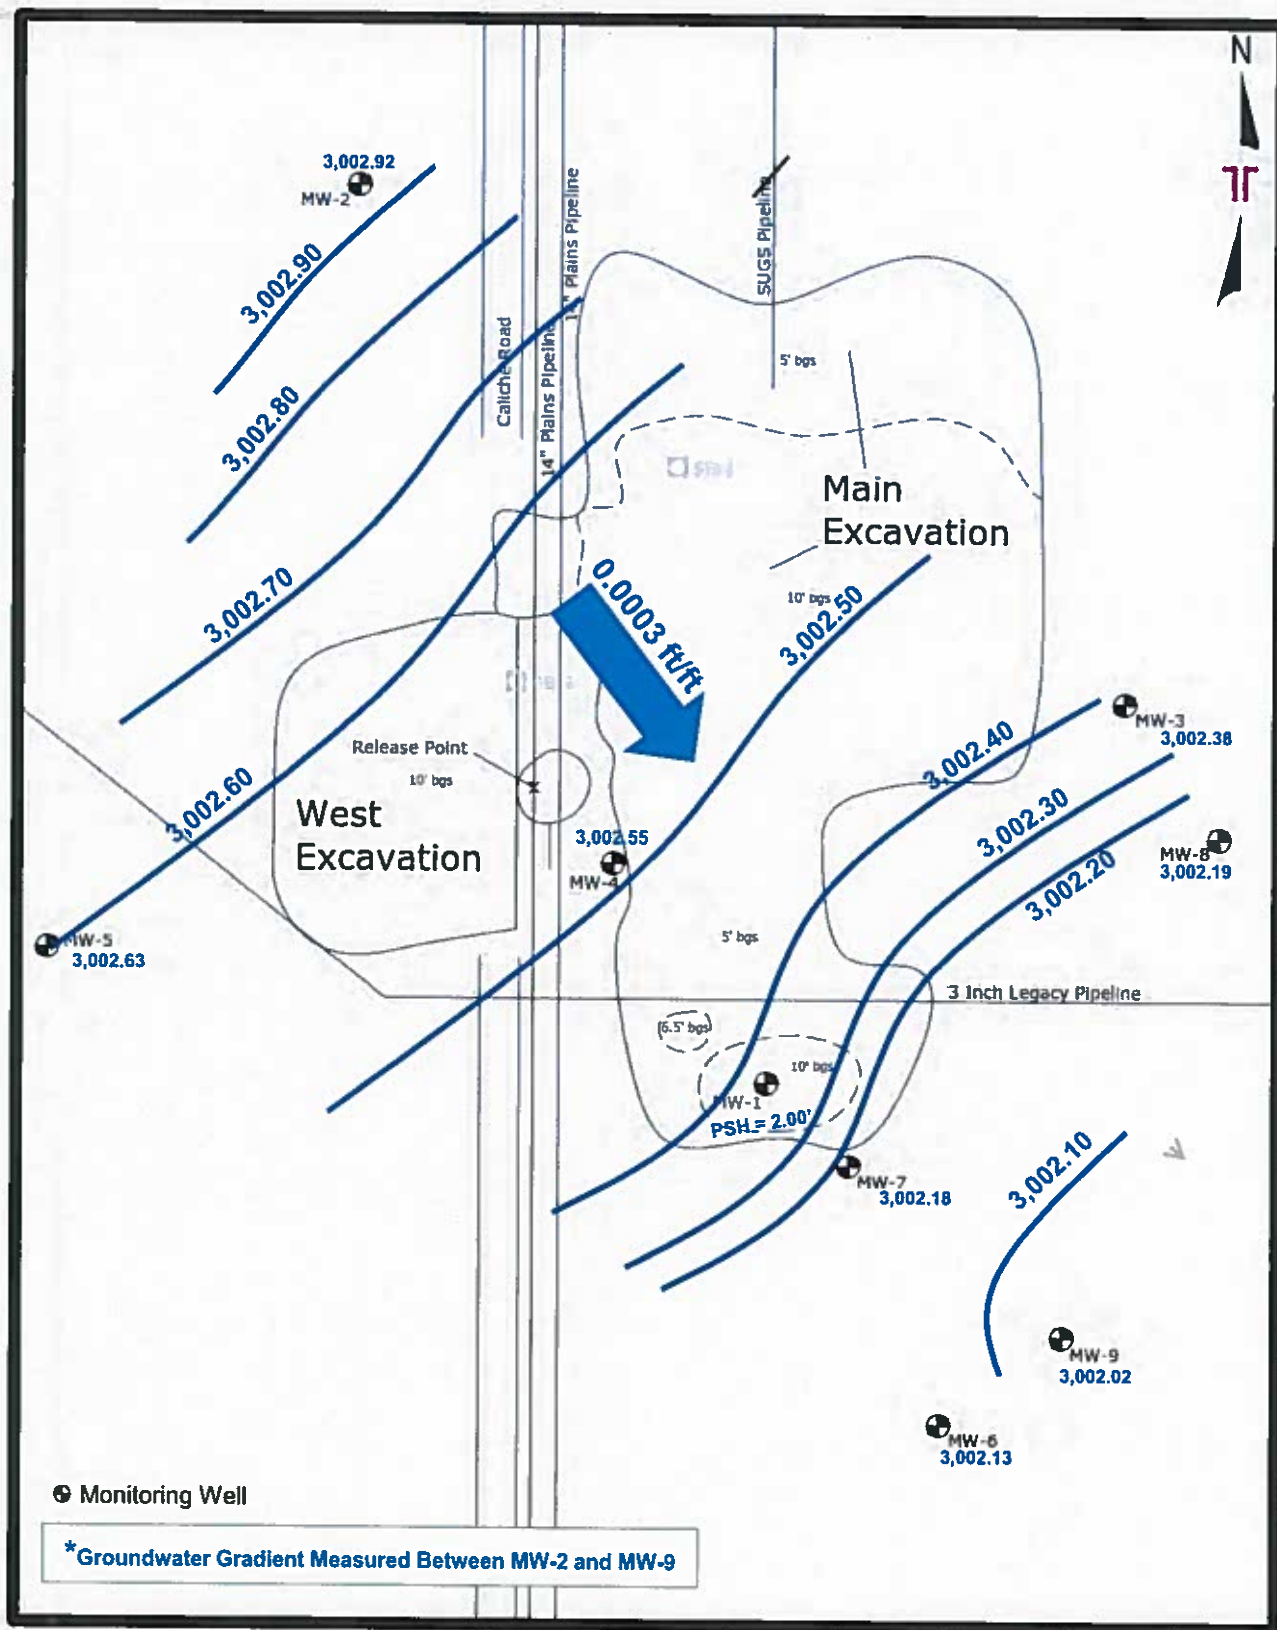 N
3,002.92
MW-2
3,002.90
3,002.80
3,002.70
3,002.60
Caliche Road
14" Plains Pipeline
Plains Pipeline
SUGS Pipeline
5' bgs
Main
Excavation
10' bgs
3,002.50
0.0003 ft/ft
MW-3
3,002.38
3,002.40
3,002.30
3,002.20
MW-8
3,002.19
Release Point
10' bgs
West
Excavation
3,002.55
MW-4
MW-5
3,002.63
5' bgs
3 Inch Legacy Pipeline
(6.5' bgs)
10' bgs
MW-1
PSH = 2.00'
MW-7
3,002.18
3,002.10
MW-9
3,002.02
MW-6
3,002.13
Monitoring Well
*Groundwater Gradient Measured Between MW-2 and MW-9